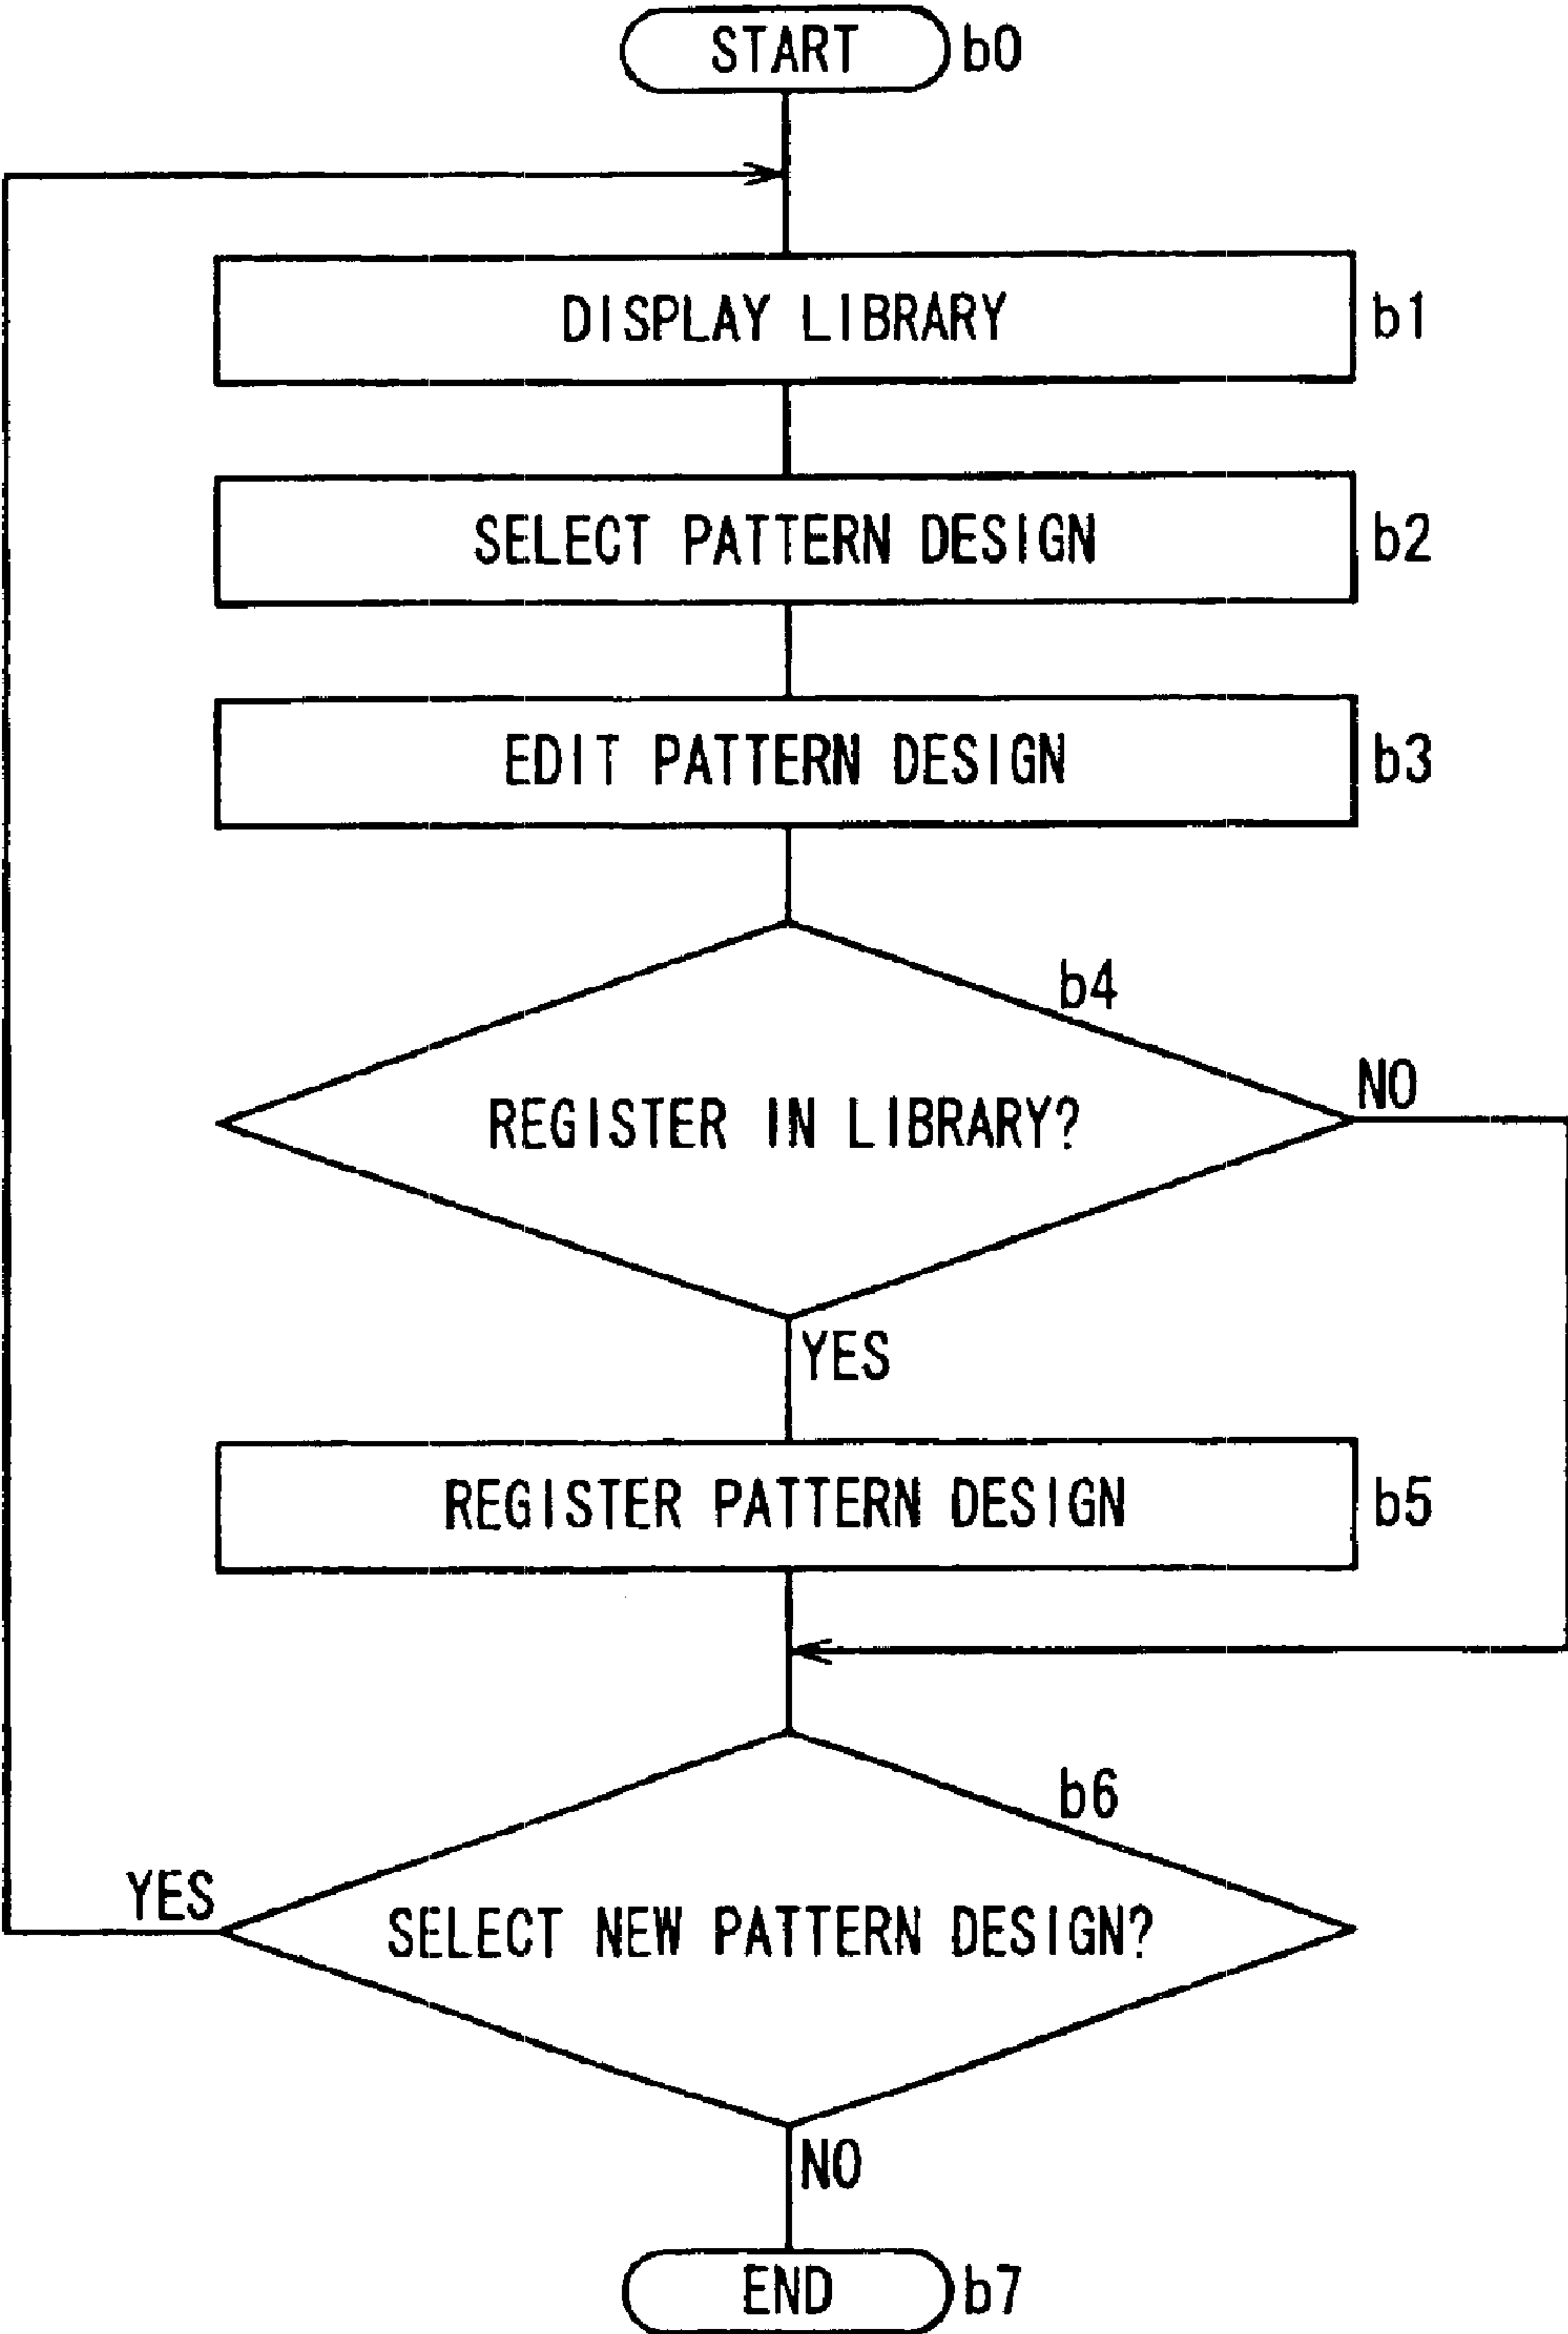 START b0
DISPLAY LIBRARY b1
SELECT PATTERN DESIGN b2
EDIT PATTERN DESIGN b3
b4
NO
REGISTER IN LIBRARY?
YES
REGISTER PATTERN DESIGN b5
b6
YES
SELECT NEW PATTERN DESIGN?
NO
END b7